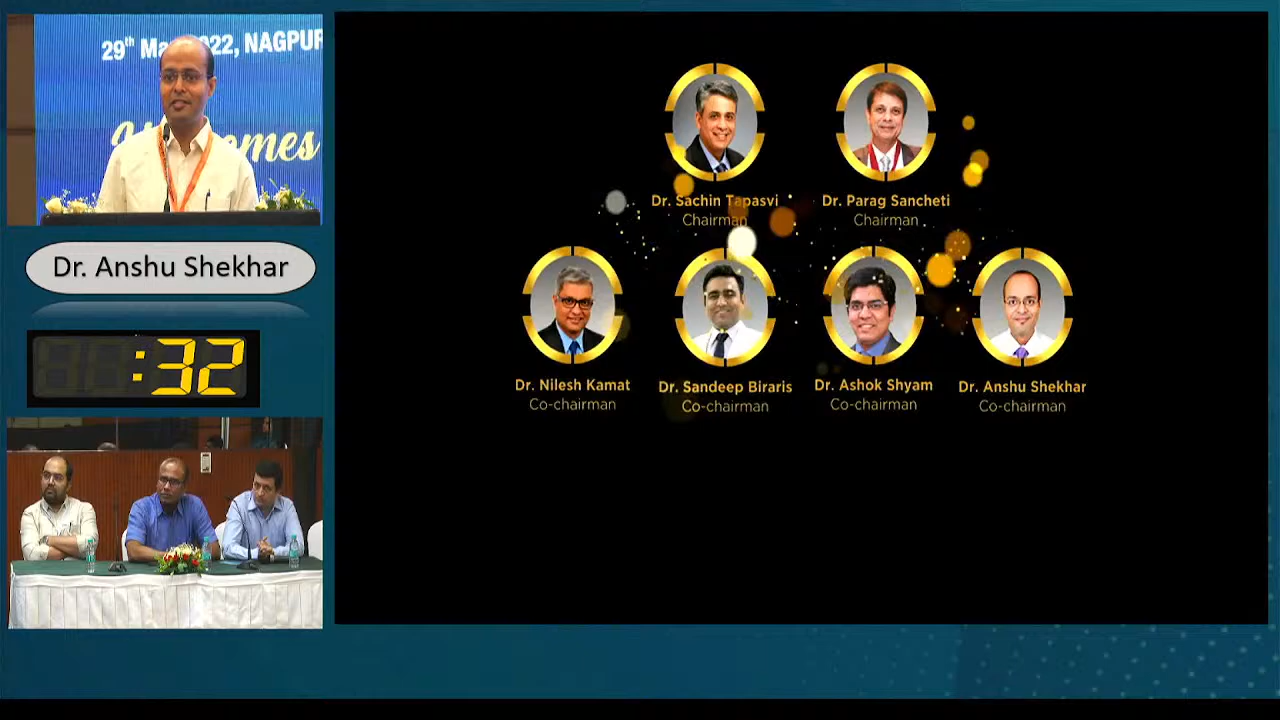 29th Ma 022, NAGPUR
omes
Dr. Anshu Shekhar
:32
Dr. Sachin Tapasvi
Chairman
Dr. Parag Sancheti
Chairman
Dr. Nilesh Kamat
Co-chairman
Dr. Sandeep Biraris
Co-chairman
Dr. Ashok Shyam
Co-chairman
Dr. Anshu Shekhar
Co-chairman